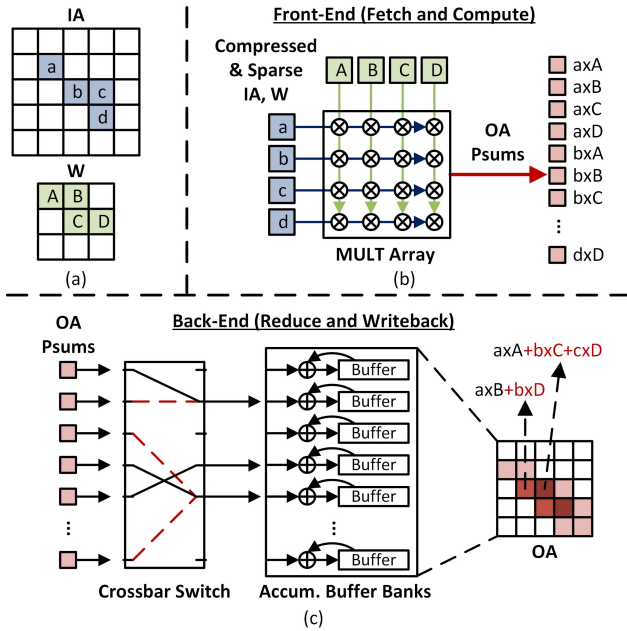 IA
a
b
c
d
W
A
B
C
D
(a)
Front-End (Fetch and Compute)
Compressed
& Sparse
IA, W
A
B
C
D
a
b
c
d
MULT Array
OA
Psums
axA
axB
axC
axD
bxA
bxB
bxC
...
dxD
(b)
Back-End (Reduce and Writeback)
OA
Psums
...
Crossbar Switch
Buffer
Buffer
Buffer
Buffer
Buffer
...
Buffer
Accum. Buffer Banks
axA+bxC+cxD
axB+bxD
OA
(c)